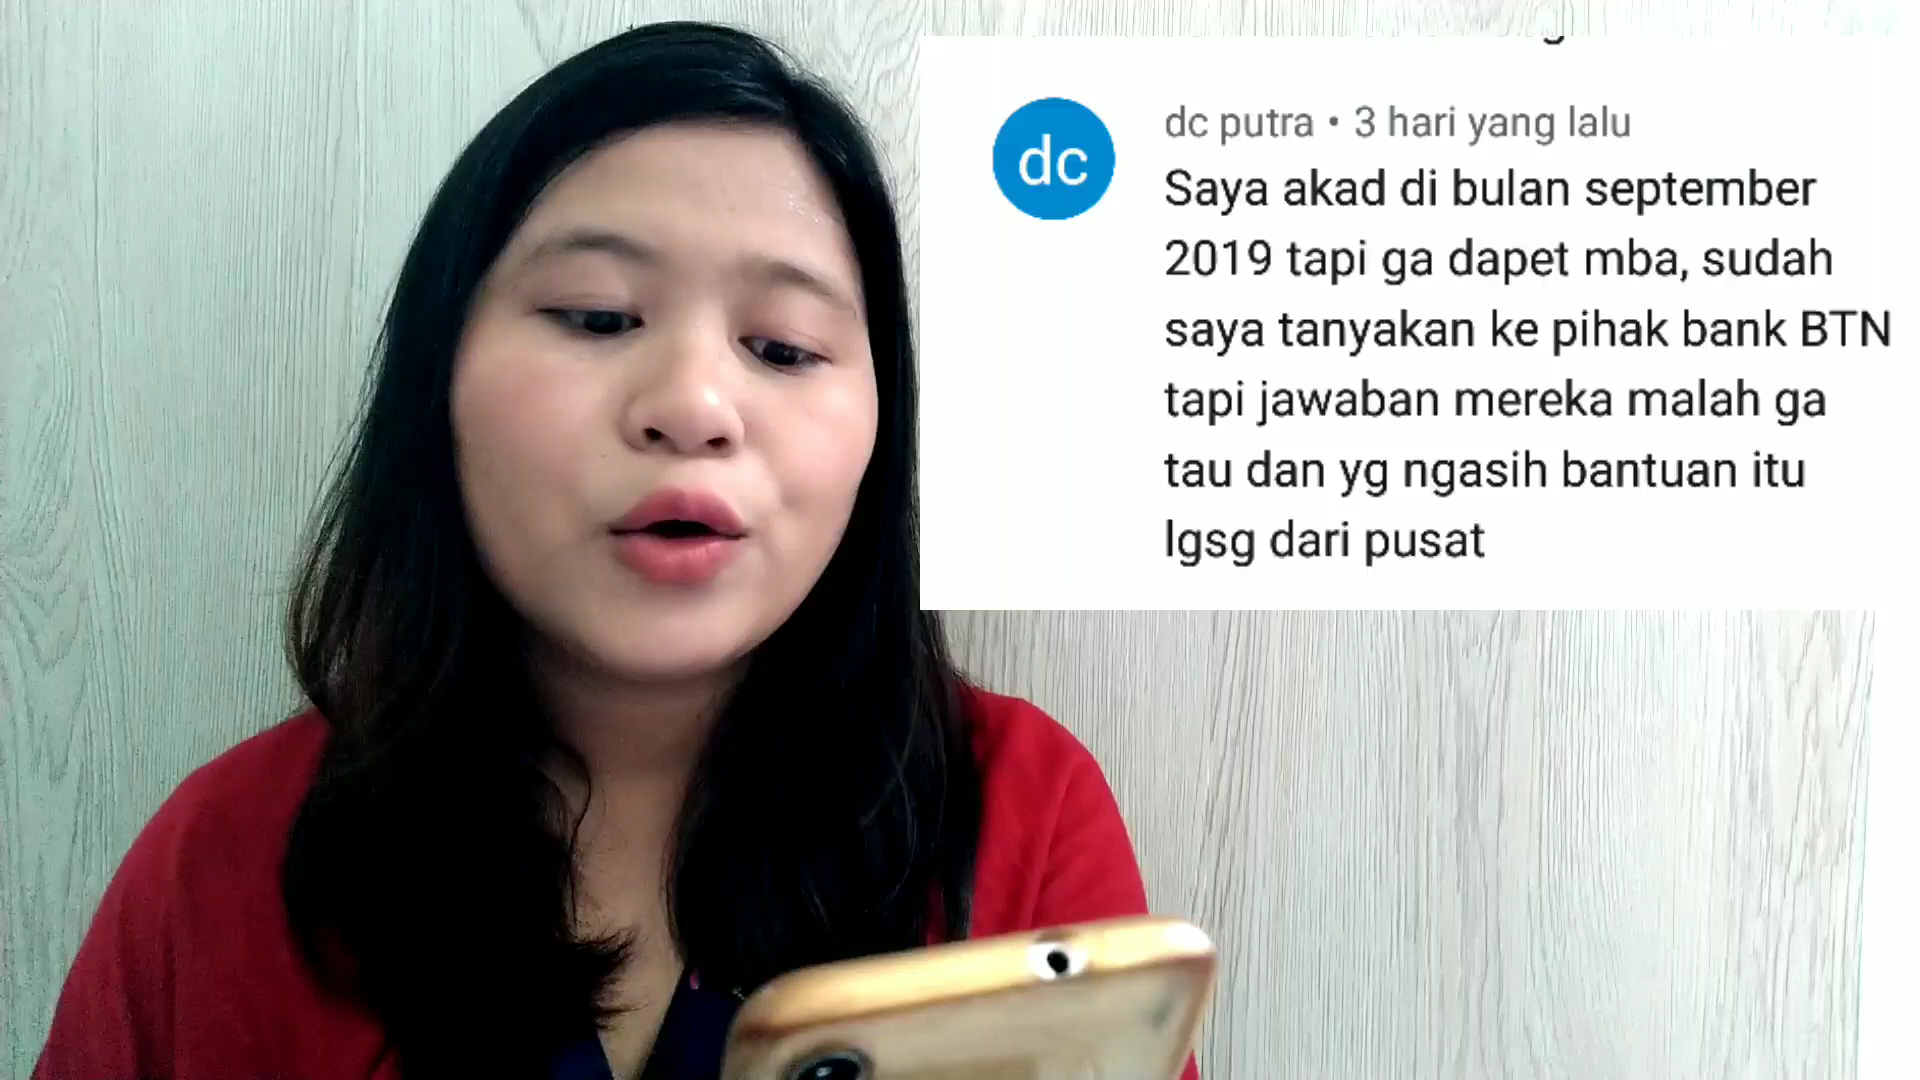 dc
dc putra • 3 hari yang lalu
Saya akad di bulan september
2019 tapi ga dapet mba, sudah
saya tanyakan ke pihak bank BTN
tapi jawaban mereka malah ga
tau dan yg ngasih bantuan itu
lgsg dari pusat